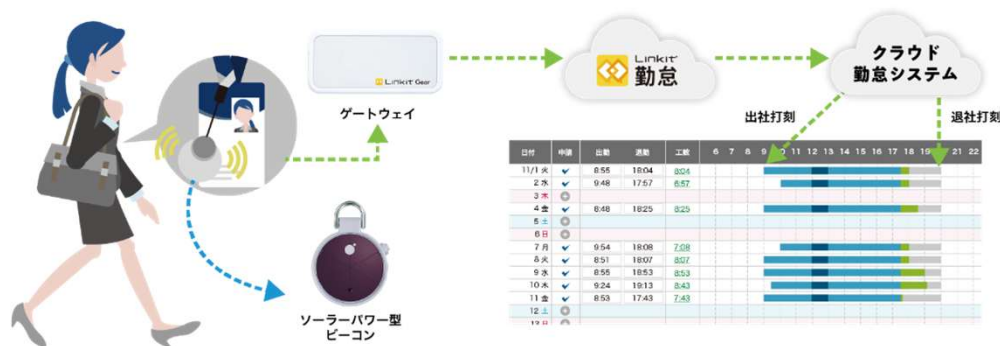 Linkit Gear
ゲートウェイ
Linkit
勤怠
クラウド
勤怠システム
出社打刻
退社打刻
ソーラーパワー型
ビーコン
日付 申請 出勤 退勤 工数 6 7 8 9 10 11 12 13 14 15 16 17 18 19 21 22
11/1 火 8:55 18:04 8:04
2 水 9:48 17:57 6:57
3 木
4 金 8:48 18:25 8:25
5 土
6 日
7 月 9:54 18:08 7:08
8 火 8:51 18:07 8:07
9 水 8:55 18:53 8:53
10 木 9:24 19:13 8:43
11 金 8:53 17:43 7:43
12 土
13 日